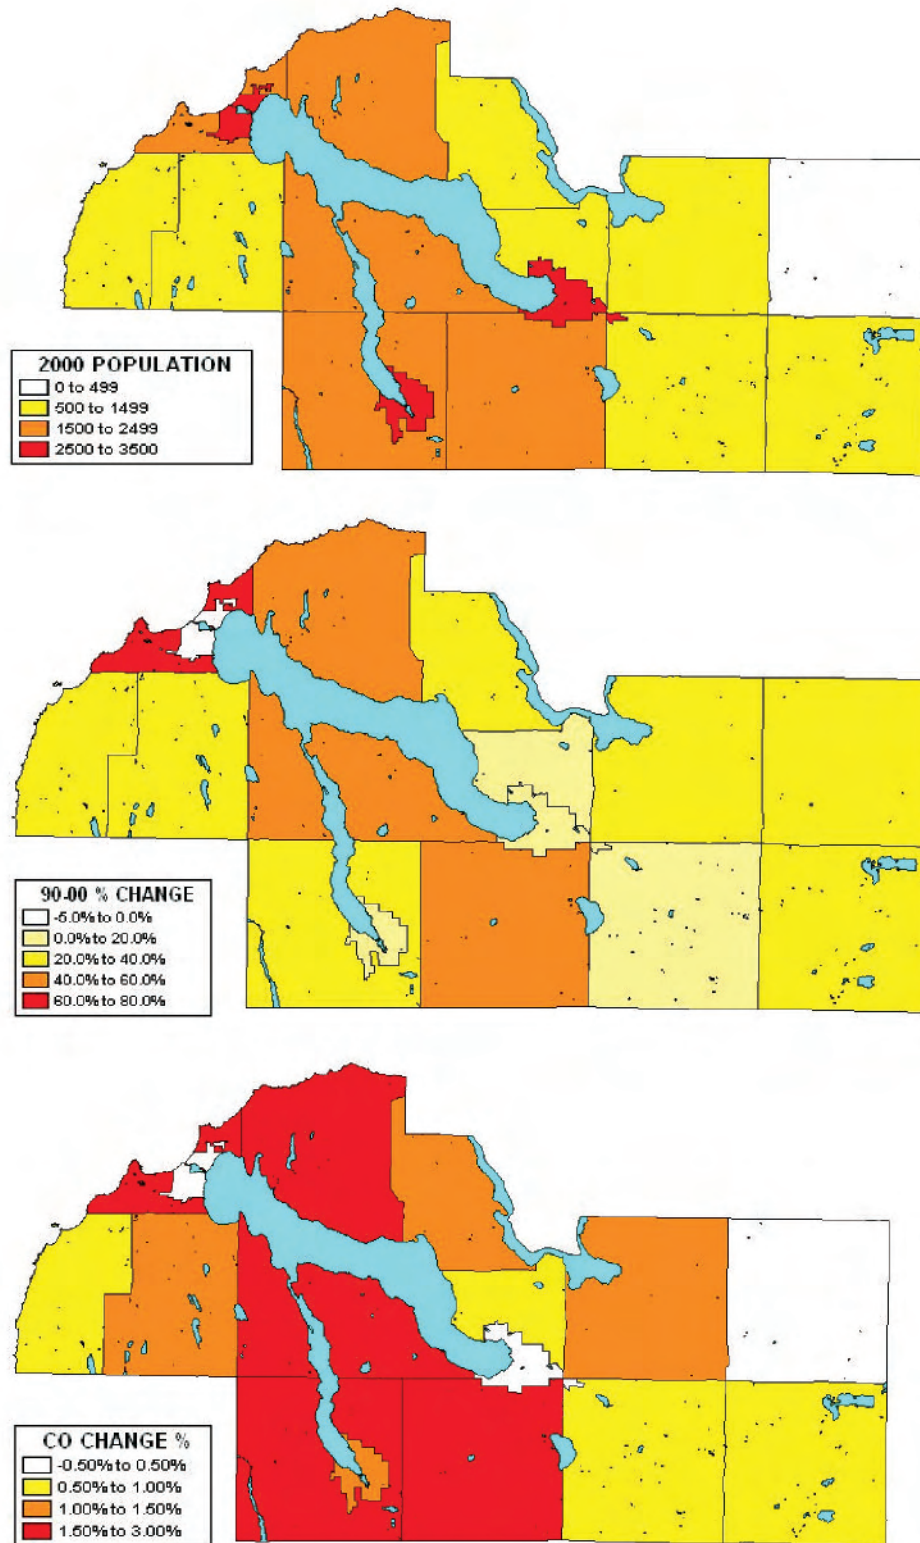 2000 POPULATION
0 to 499
500 to 1499
1500 to 2499
2500 to 3500
90-00 % CHANGE
-5.0% to 0.0%
0.0% to 20.0%
20.0% to 40.0%
40.0% to 60.0%
60.0% to 80.0%
CO CHANGE %
-0.50% to 0.50%
0.50% to 1.00%
1.00% to 1.50%
1.50% to 3.00%